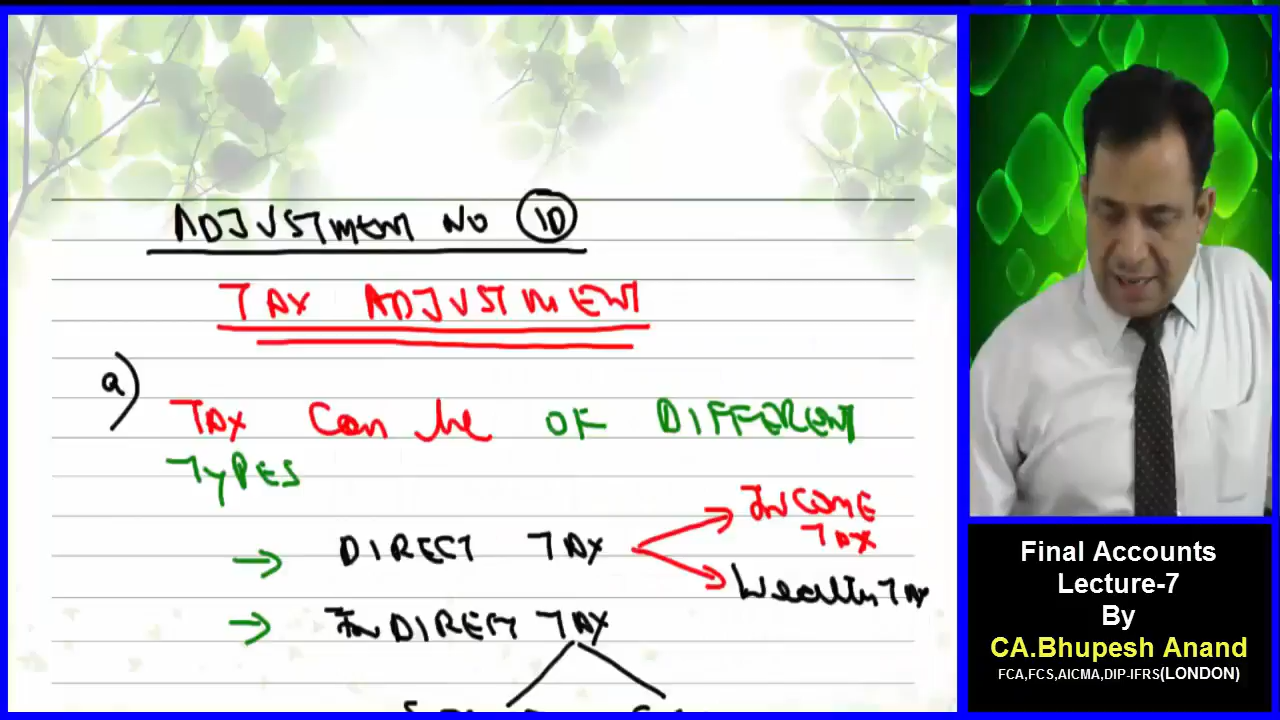 ADJUSTMENT No 10
TAX ADJUSTMENT
a)
TAX Can be OF DIFFERENT
TYPES
→ DIRECT TAX
INCOME
TAX
Wealth TAX
→ INDIRECT TAX
Final Accounts
Lecture-7
By
CA.Bhupesh Anand
FCA,FCS,AICMA,DIP-IFRS(LONDON)